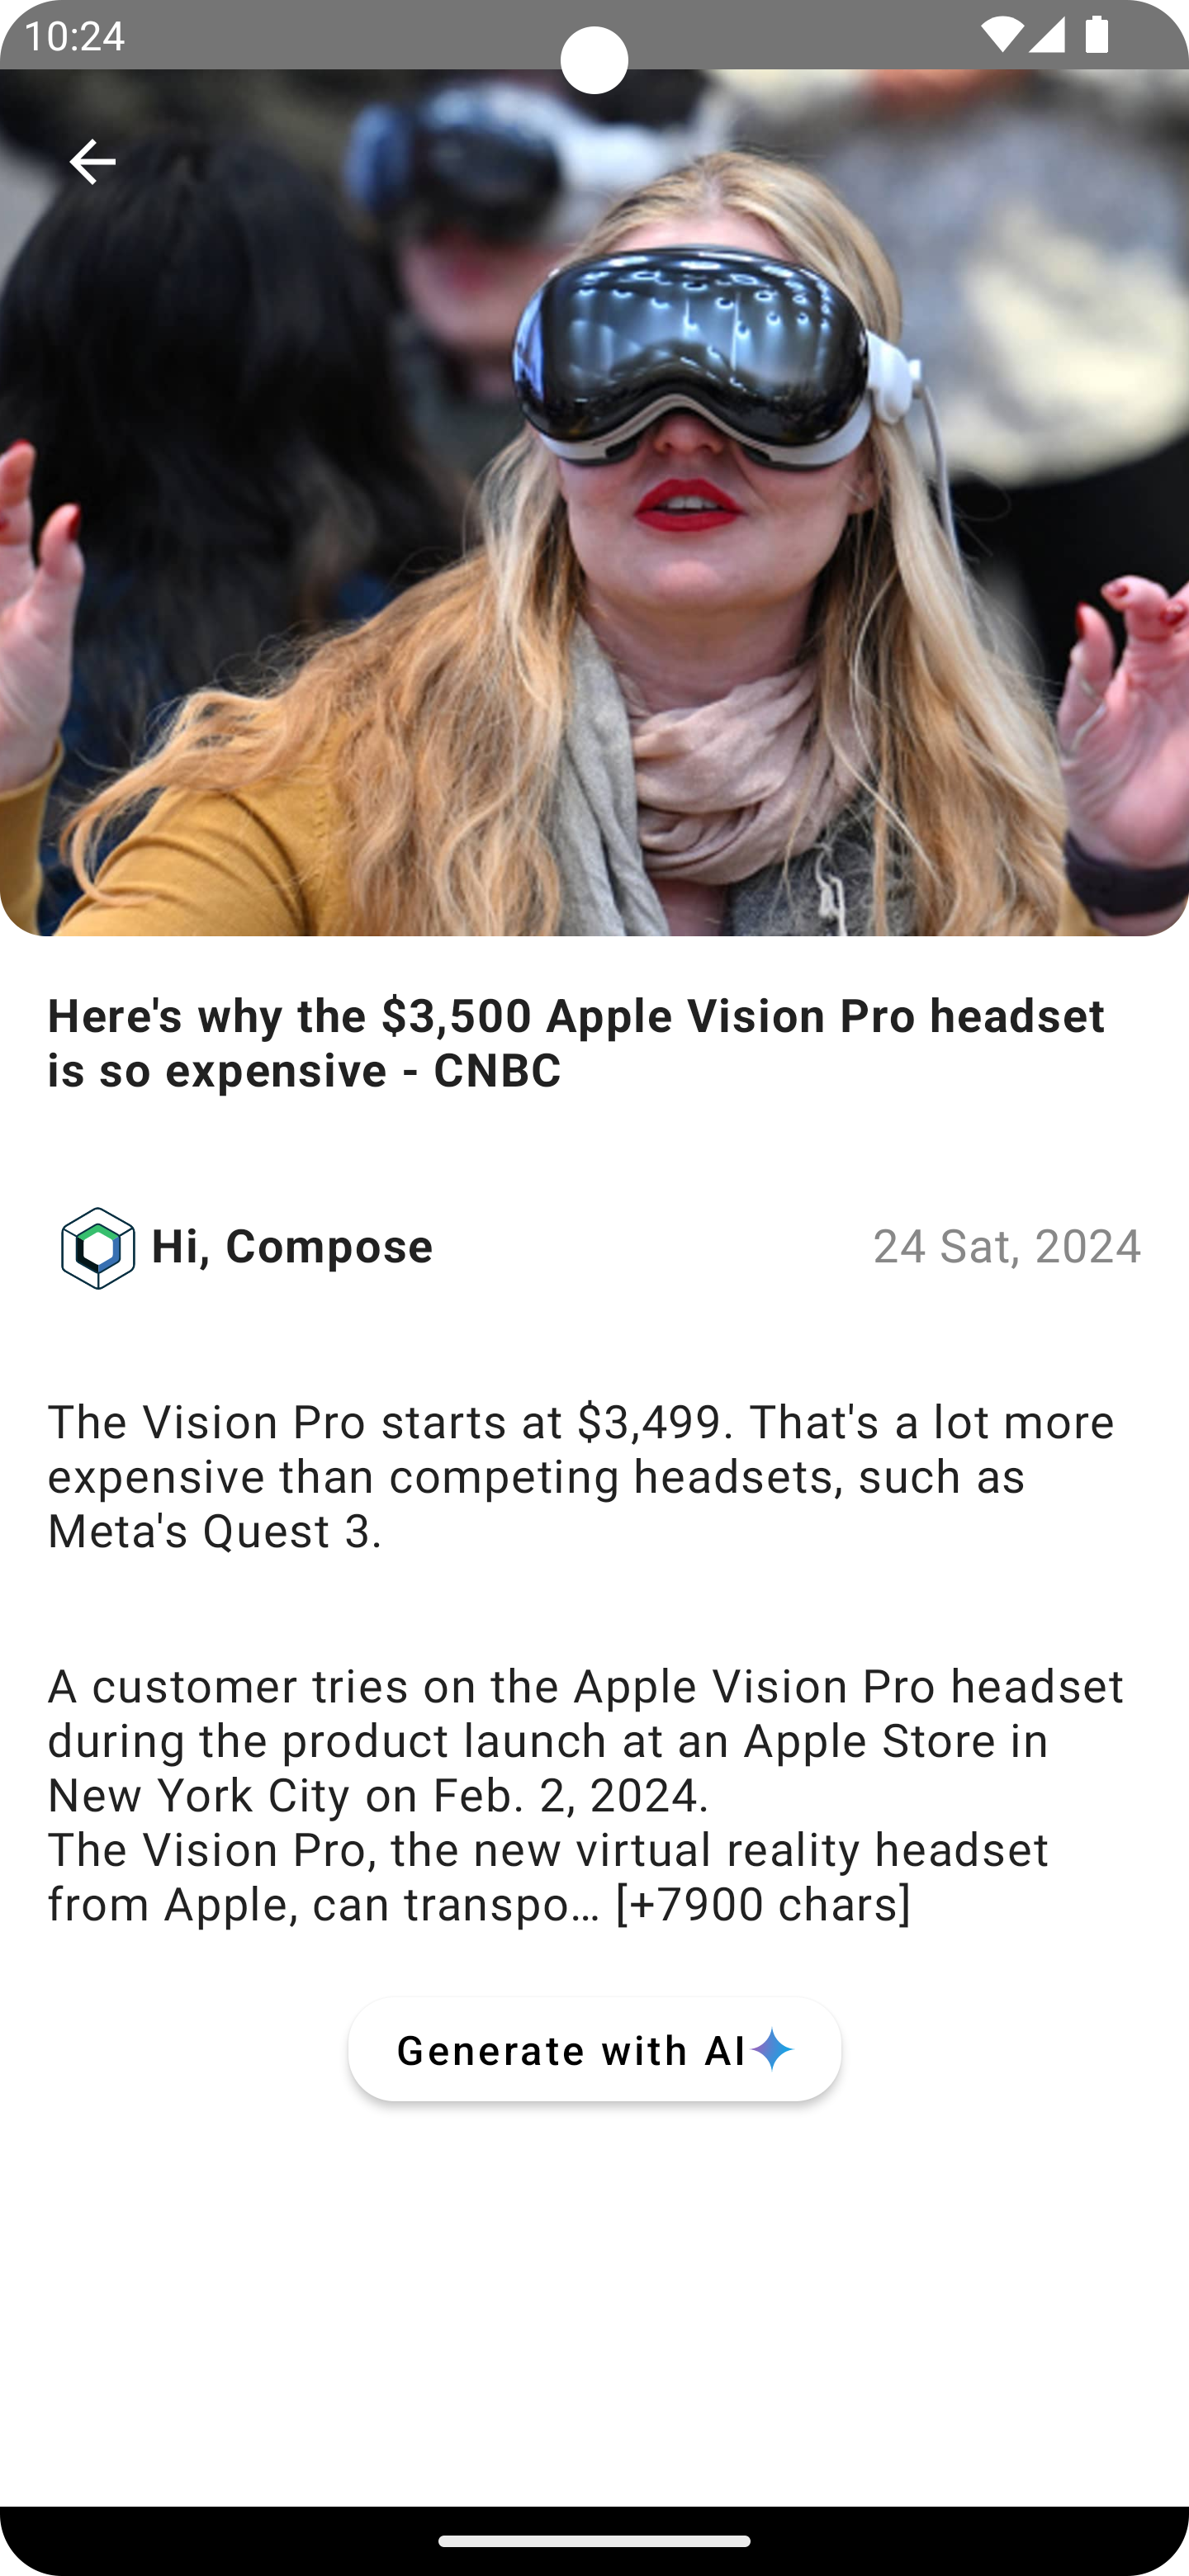 10:24
Here's why the $3,500 Apple Vision Pro headset
is so expensive - CNBC
Hi, Compose
24 Sat, 2024
The Vision Pro starts at $3,499. That's a lot more
expensive than competing headsets, such as
Meta's Quest 3.
A customer tries on the Apple Vision Pro headset
during the product launch at an Apple Store in
New York City on Feb. 2, 2024.
The Vision Pro, the new virtual reality headset
from Apple, can transpo… [+7900 chars]
Generate with AI